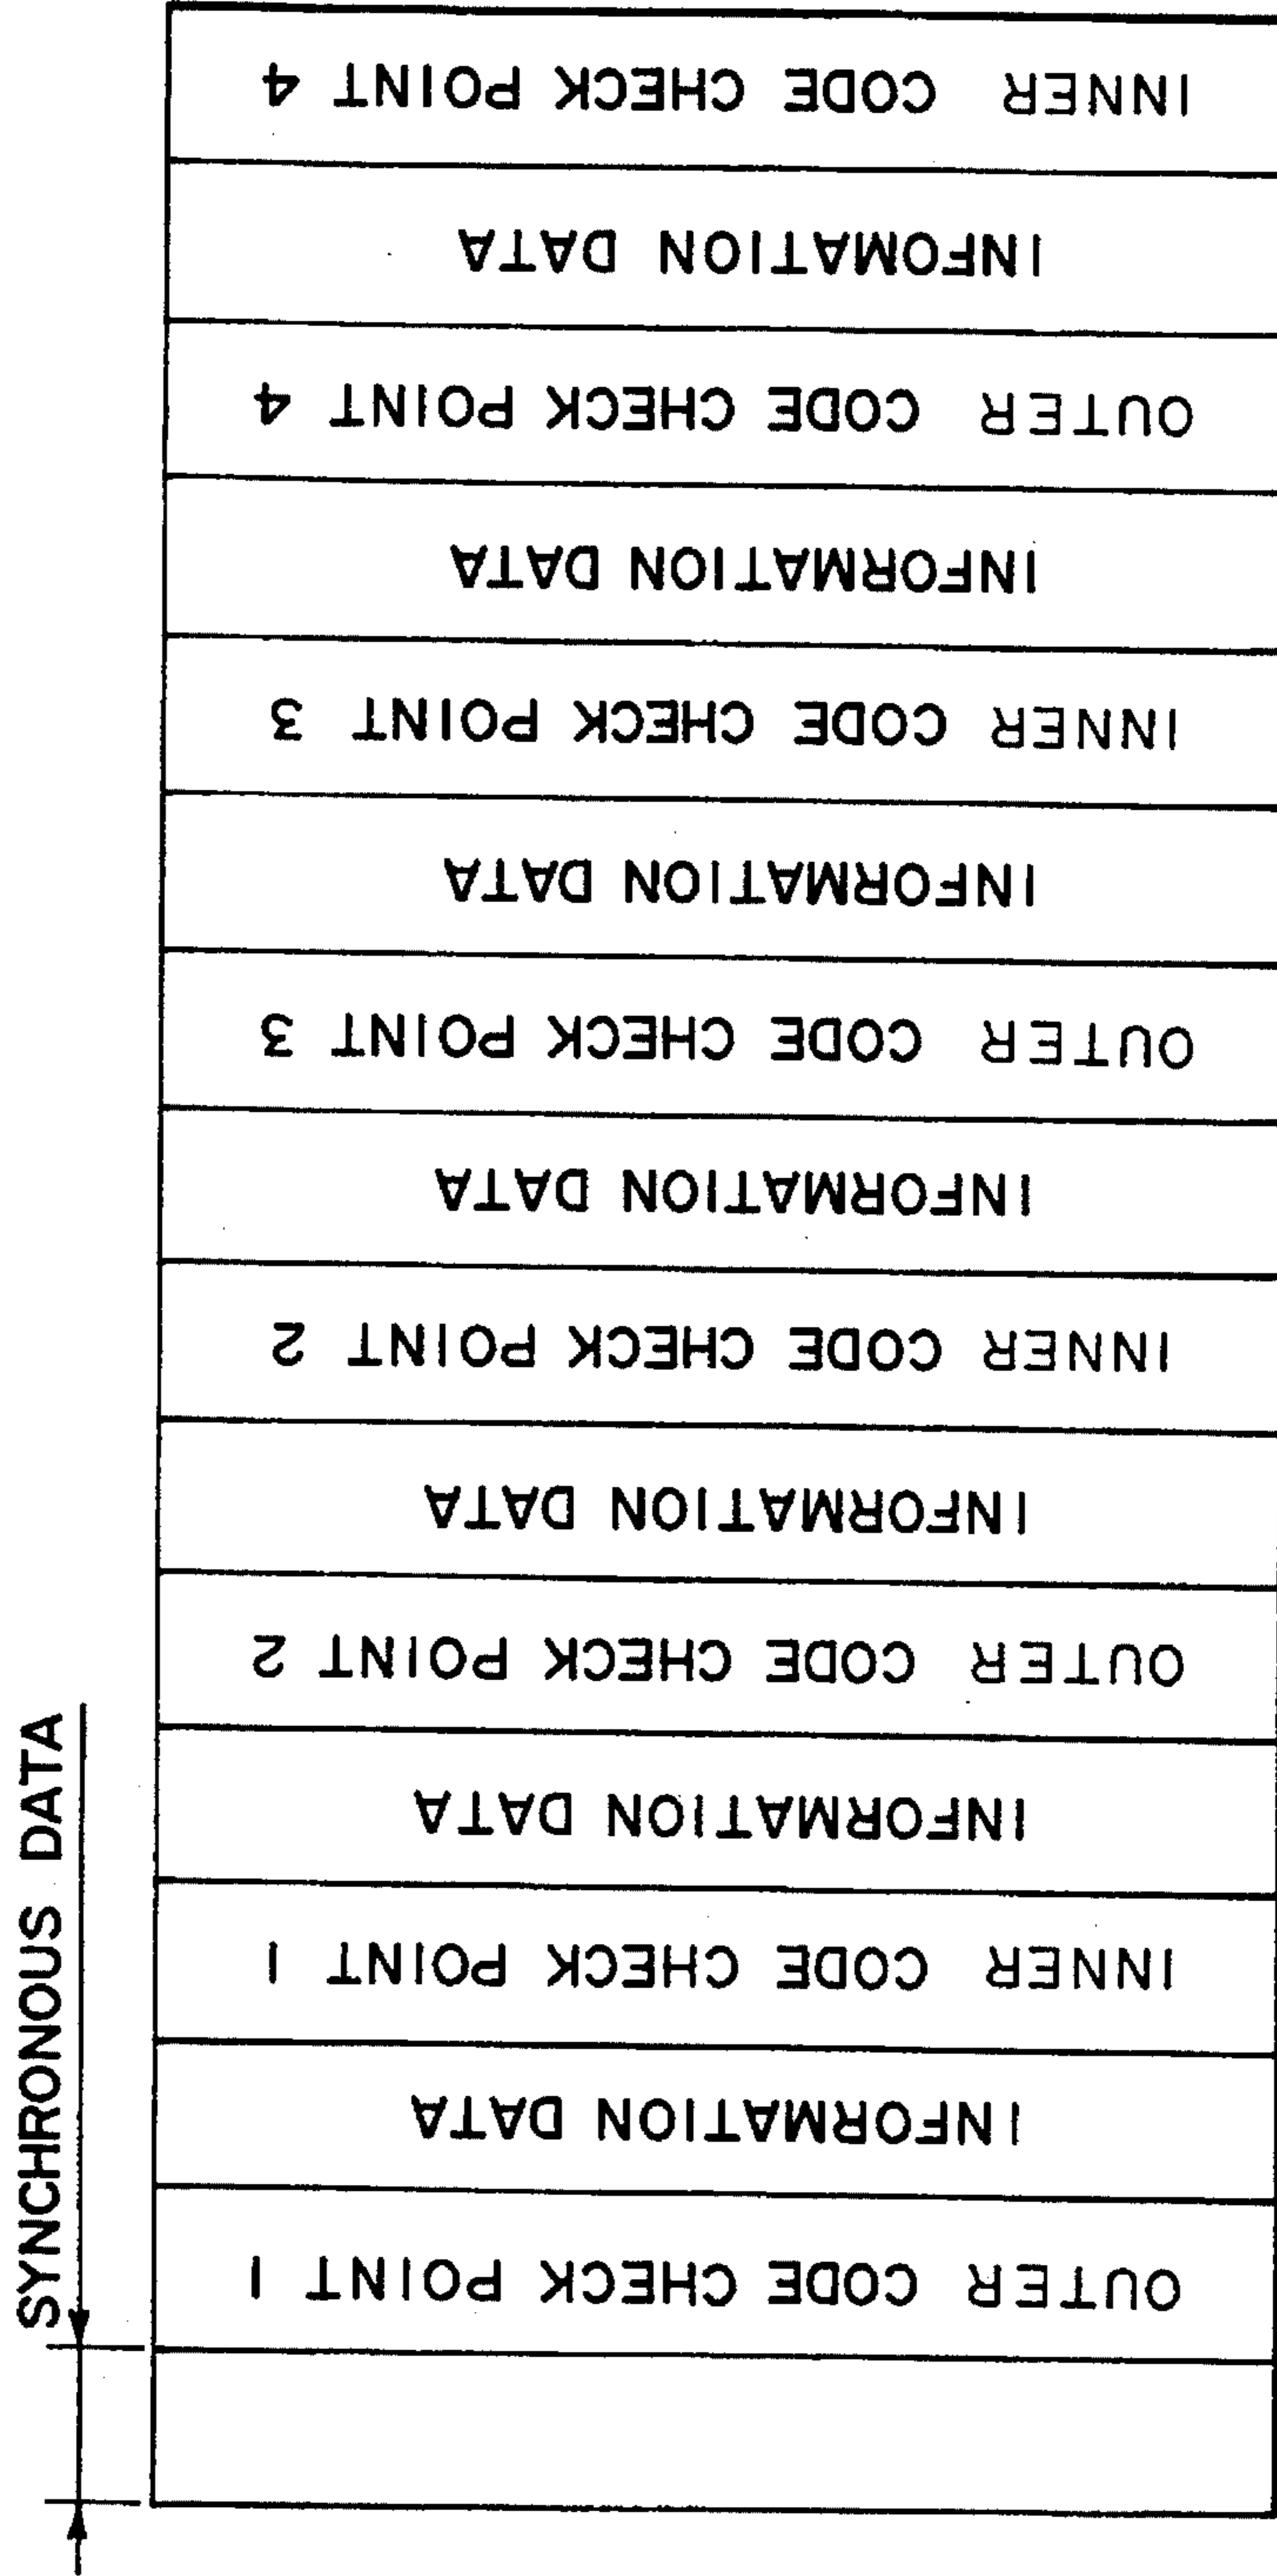 SYNCHRONOUS DATA
OUTER CODE CHECK POINT 1
INFORMATION DATA
INNER CODE CHECK POINT 1
INFORMATION DATA
OUTER CODE CHECK POINT 2
INFORMATION DATA
INNER CODE CHECK POINT 2
INFORMATION DATA
OUTER CODE CHECK POINT 3
INFORMATION DATA
INNER CODE CHECK POINT 3
INFORMATION DATA
OUTER CODE CHECK POINT 4
INFOMATION DATA
INNER CODE CHECK POINT 4